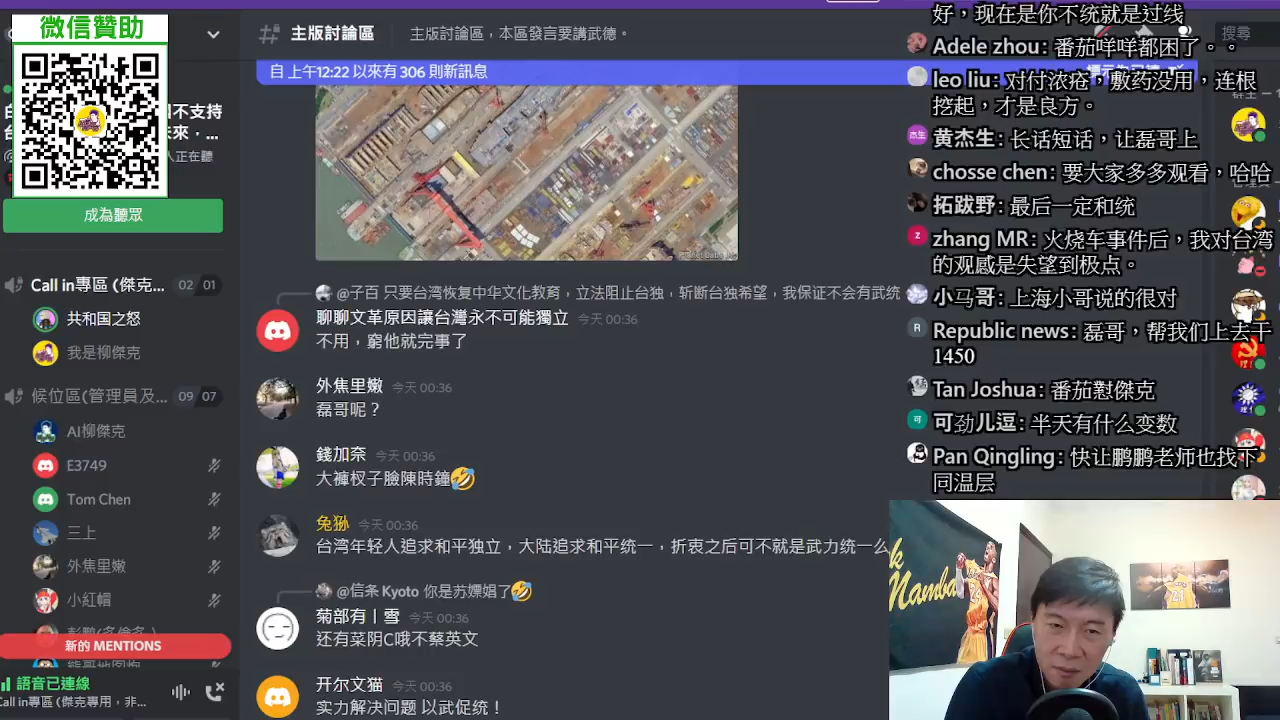 微信贊助
不支持
來，...
人正在聽
成為聽眾
Call in專區 (傑克... 02 01
共和国之怒
我是柳傑克
候位區(管理員及... 09 07
AI柳傑克
E3749
Tom Chen
三上
外焦里嫩
小紅帽
新的 MENTIONS
語音已連線
Call in專區 (傑克專用，非...
主版討論區
主版討論區，本區發言要講武德。
搜尋
自 上午12:22 以來有 306 則新訊息
@子百 只要台湾恢复中华文化教育，立法阻止台独，斩断台独希望，我保证不会有武统
聊聊文革原因讓台灣永不可能獨立 今天 00:36
不用，窮他就完事了
外焦里嫩 今天 00:36
磊哥呢？
錢加奈 今天 00:36
大褲杈子臉陳時鐘🤣
兔狲 今天 00:36
台湾年轻人追求和平独立，大陆追求和平统一，折衷之后可不就是武力统一么
@信条 Kyoto 你是苏嫖娼了🤣
菊部有丨雪 今天 00:36
还有菜阴C哦不蔡英文
开尔文猫 今天 00:36
实力解决问题 以武促统！
好，现在是你不统就是过线
Adele zhou: 番茄咩咩都困了。。
leo liu: 对付浓疮，敷药没用，连根
挖起，才是良方。
黄杰生: 长话短话，让磊哥上
chosse chen: 要大家多多观看，哈哈
拓跋野: 最后一定和统
zhang MR: 火烧车事件后，我对台湾
的观感是失望到极点。
小马哥: 上海小哥说的很对
Republic news: 磊哥，帮我们上去干
1450
Tan Joshua: 番茄懟傑克
可劲儿逗: 半天有什么变数
Pan Qingling: 快让鹏鹏老师也找下
同温层
Mamba